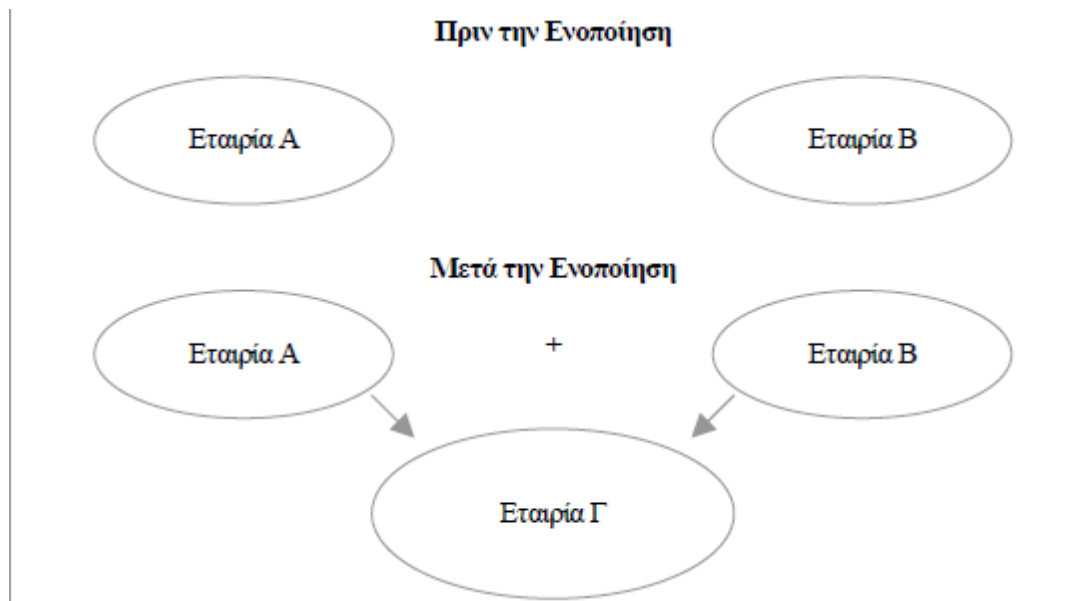 Πριν την Ενοποίηση
Εταιρία Α
Εταιρία Β
Μετά την Ενοποίηση
Εταιρία Α
+
Εταιρία Β
Εταιρία Γ